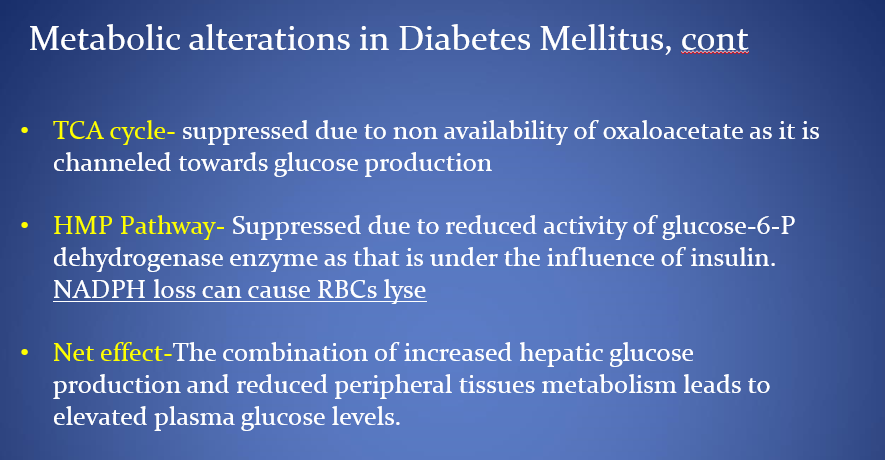 Metabolic alterations in Diabetes Mellitus, cont
• TCA cycle- suppressed due to non availability of oxaloacetate as it is
channeled towards glucose production
• HMP Pathway- Suppressed due to reduced activity of glucose-6-P
dehydrogenase enzyme as that is under the influence of insulin.
NADPH loss can cause RBCs lyse
• Net effect-The combination of increased hepatic glucose
production and reduced peripheral tissues metabolism leads to
elevated plasma glucose levels.